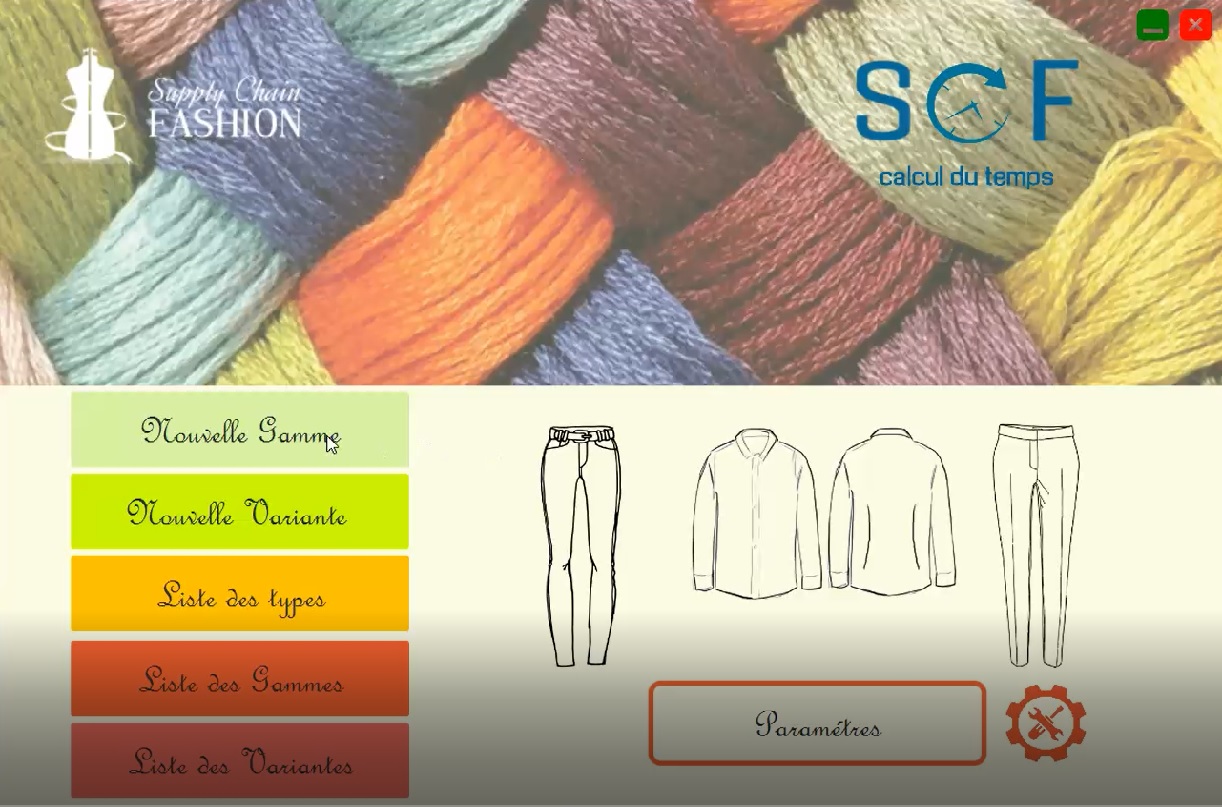 Supply Chain
FASHION
SCF
calcul du temps
Nouvelle Gamme
Nouvelle Variante
Liste des types
Liste des Gammes
Liste des Variantes
Paramétres